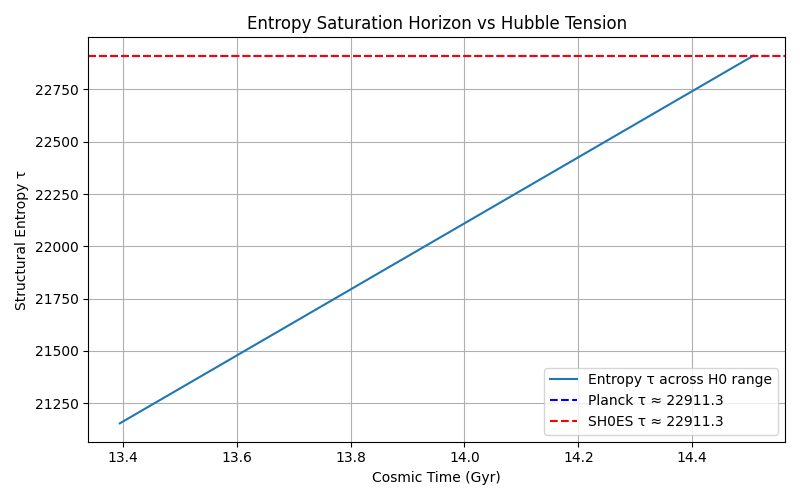 Entropy Saturation Horizon vs Hubble Tension
Structural Entropy τ
22750
22500
22250
22000
21750
21500
21250
13.4 13.6 13.8 14.0 14.2 14.4
Cosmic Time (Gyr)
Entropy τ across H0 range
Planck τ ≈ 22911.3
SH0ES τ ≈ 22911.3